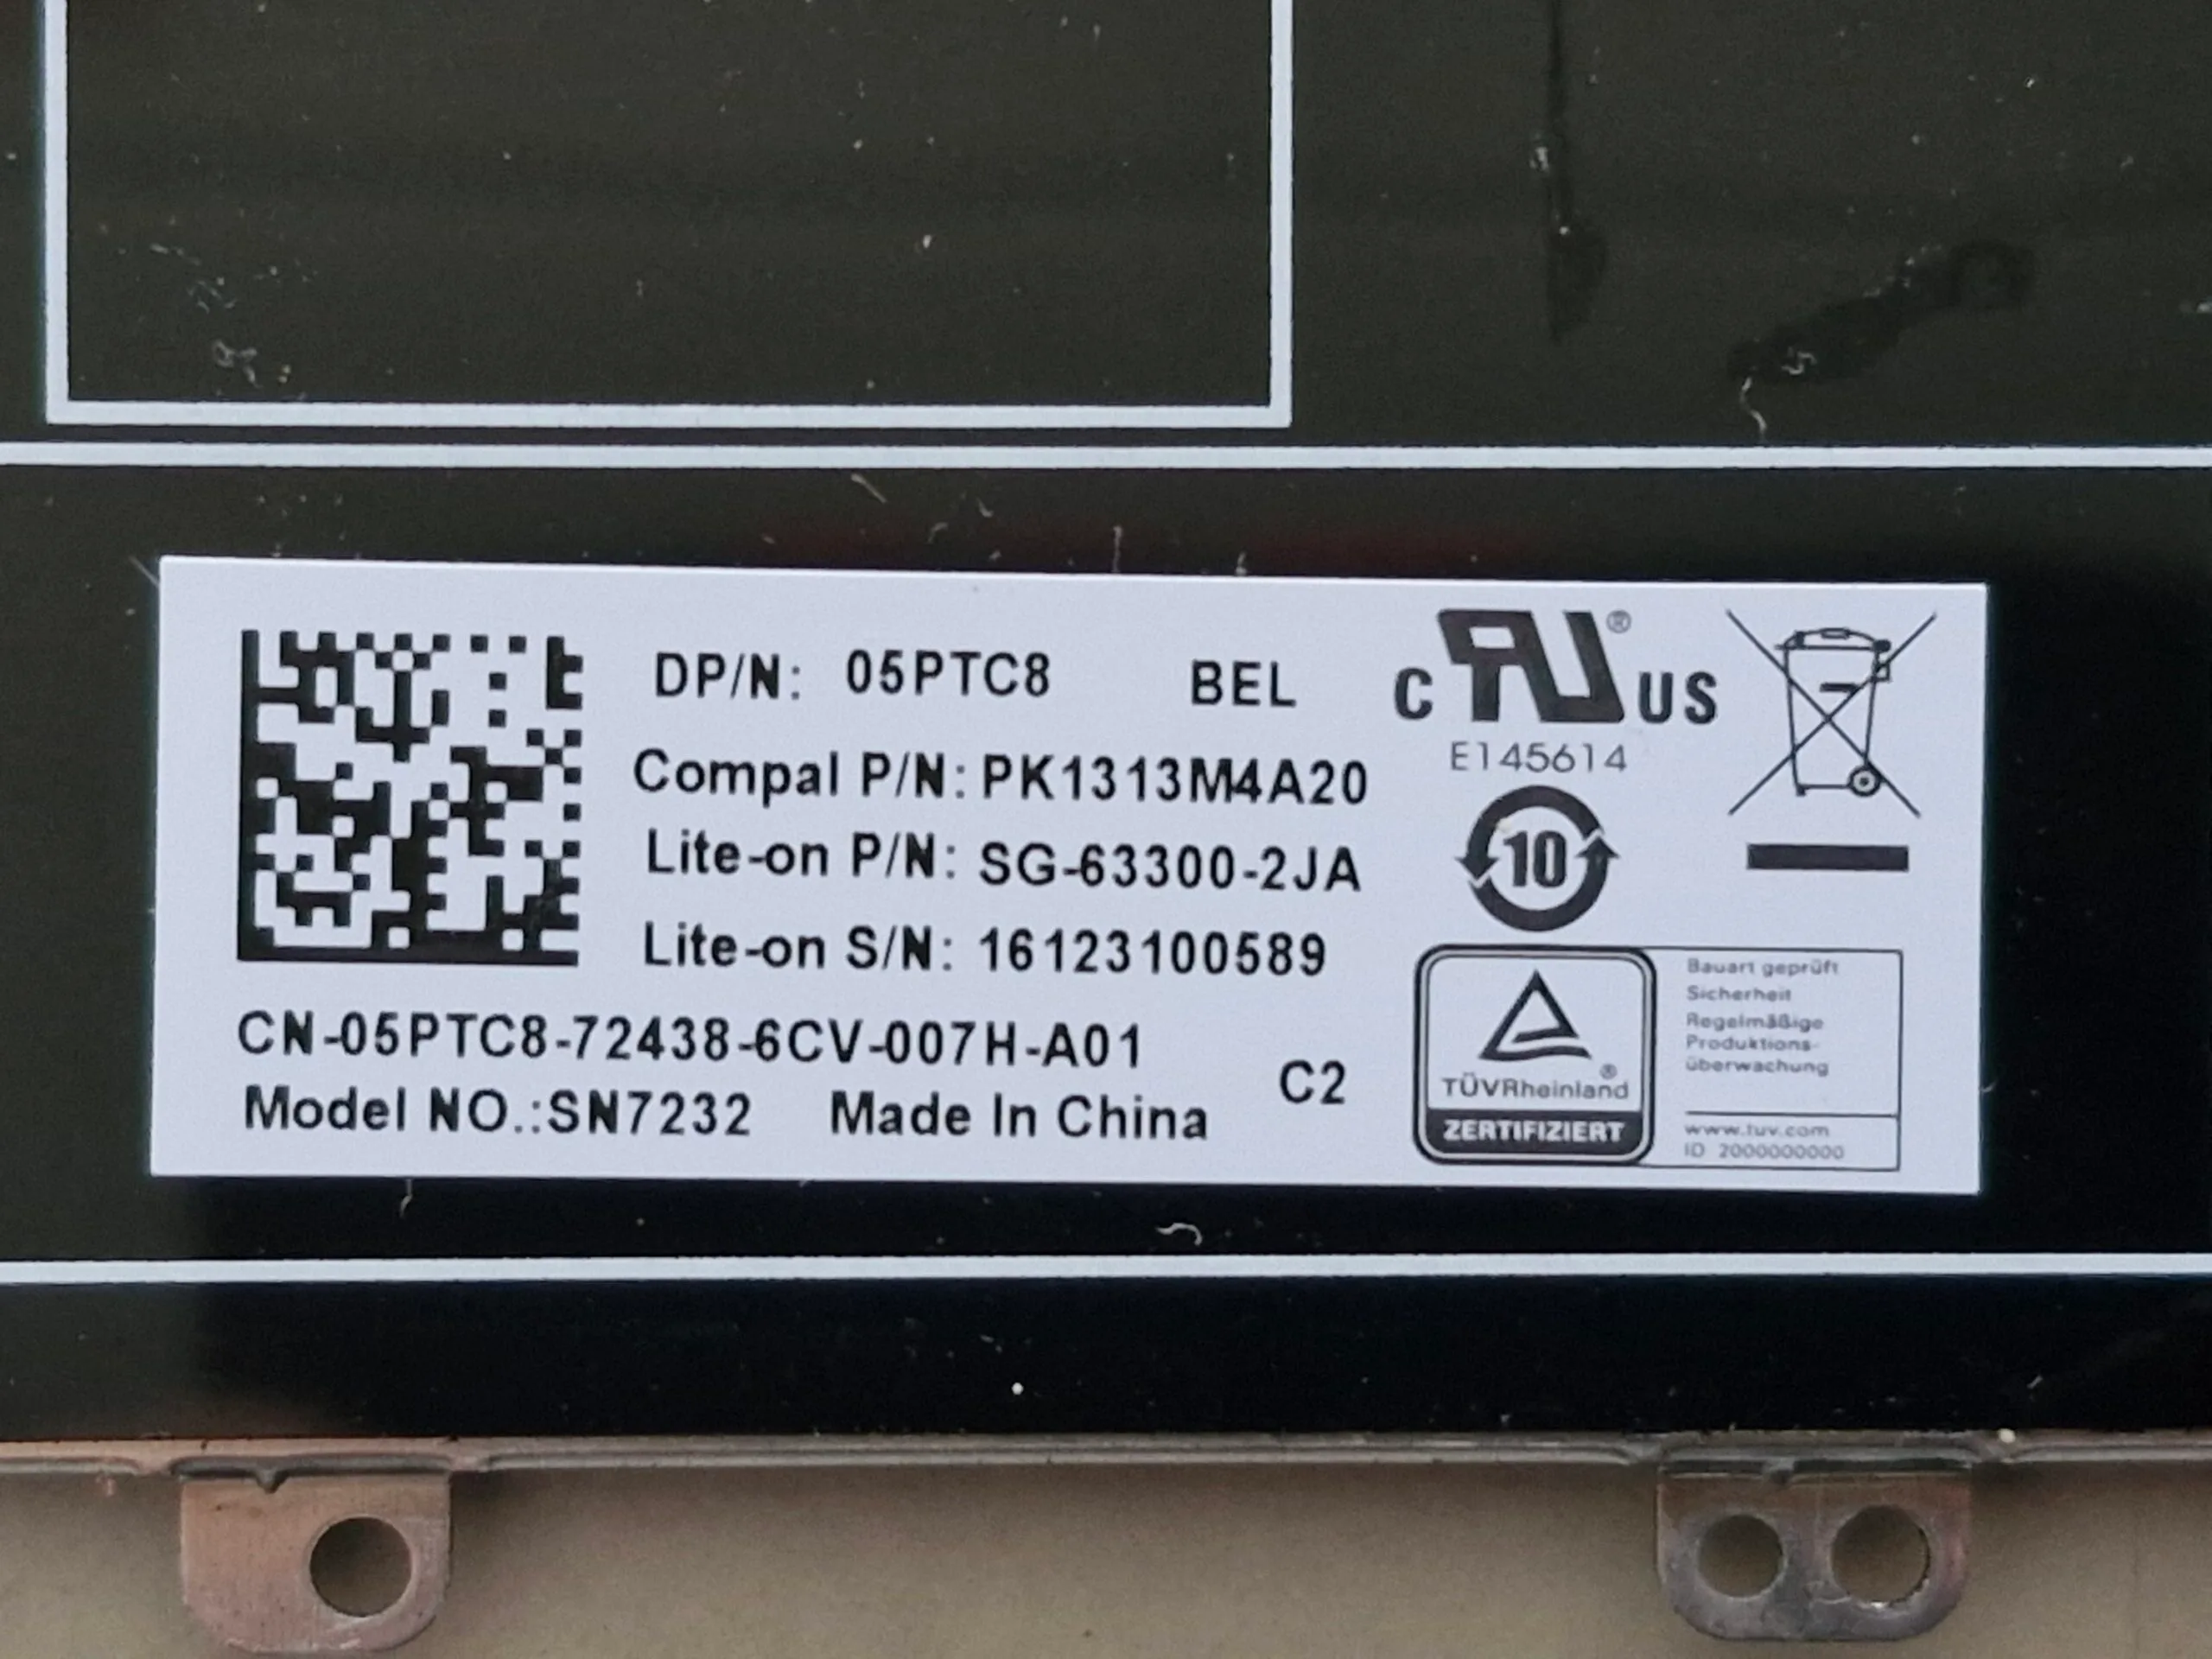 DP/N: 05PTC8 BEL
Compal P/N: PK1313M4A20
Lite-on P/N: SG-63300-2JA
Lite-on S/N: 16123100589
CN-05PTC8-72438-6CV-007H-A01
Model NO.:SN7232 Made In China C2
c RU® US
E145614
10
TÜVRheinland®
ZERTIFIZIERT
Bauart geprüft
Sicherheit
Regelmäßige
Produktions-
überwachung
www.tuv.com
ID 2000000000